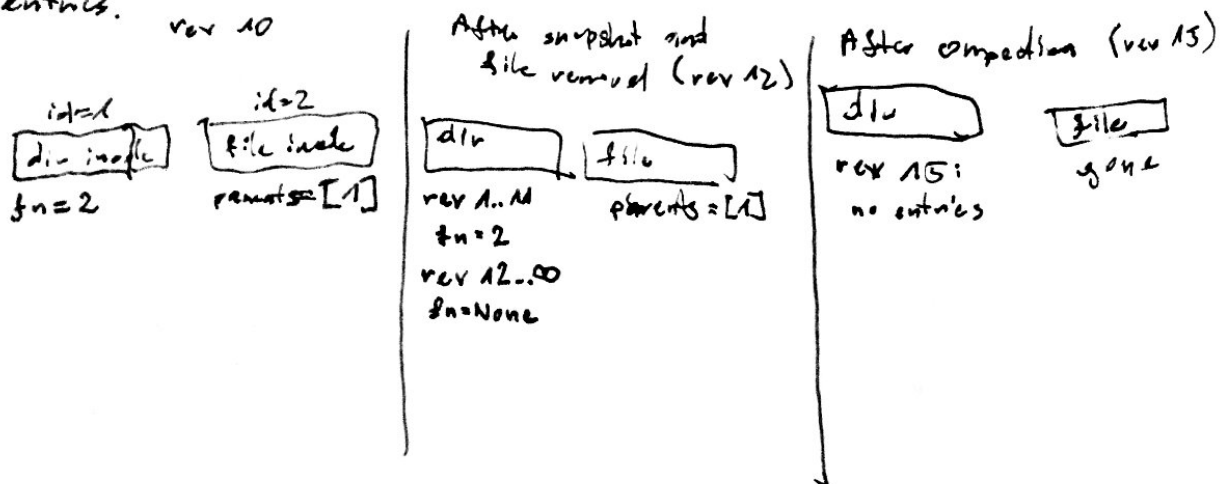 entries.
rev 10
id=1
id=2
dir inode
file inode
fn=2
parents=[1]
After snapshot and
file removal (rev 12)
dir
file
rev 1..11
parents=[1]
fn=2
rev 12..∞
fn=None
After compaction (rev 15)
dir
file
rev 15:
gone
no entries